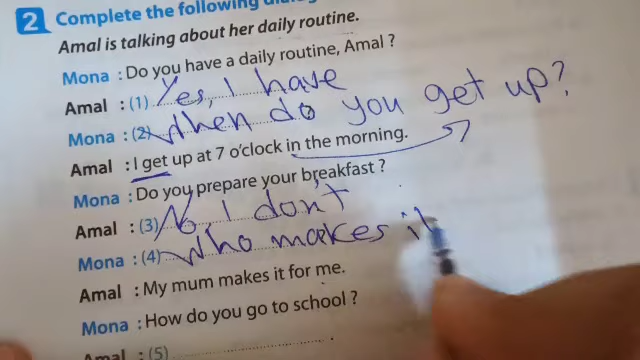 2 Complete the following
Amal is talking about her daily routine.
Mona : Do you have a daily routine, Amal ?
Amal : (1) Yes, I have
Mona : (2) When do you get up?
Amal : I get up at 7 o'clock in the morning.
Mona : Do you prepare your breakfast ?
Amal : (3) No, I don't
Mona : (4) Who makes it
Amal : My mum makes it for me.
Mona : How do you go to school ?
Amal : (5)